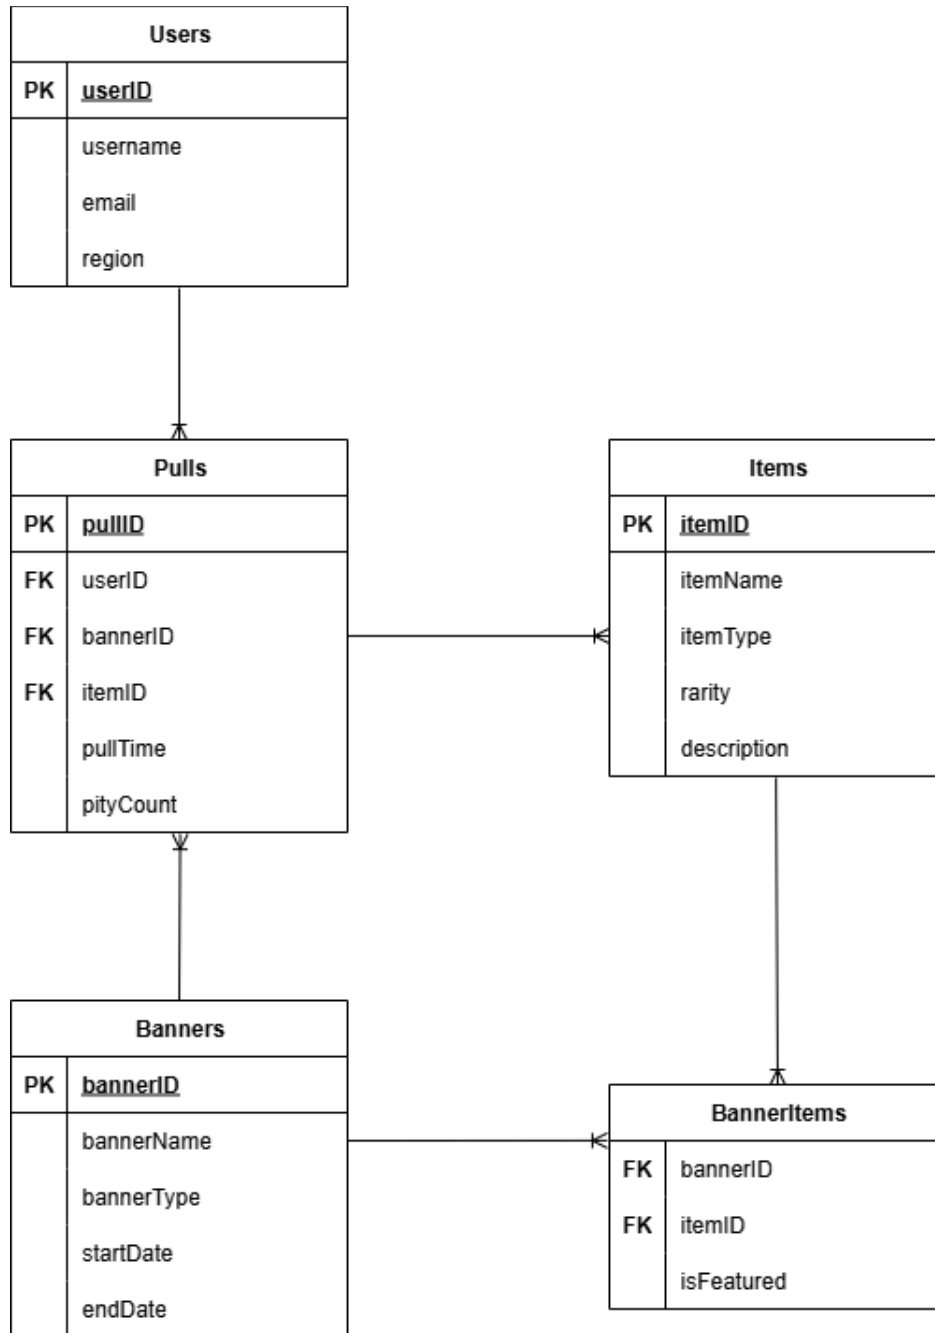 Users
PK userID
username
email
region
Pulls
PK pullID
FK userID
FK bannerID
FK itemID
pullTime
pityCount
Items
PK itemID
itemName
itemType
rarity
description
Banners
PK bannerID
bannerName
bannerType
startDate
endDate
BannerItems
FK bannerID
FK itemID
isFeatured